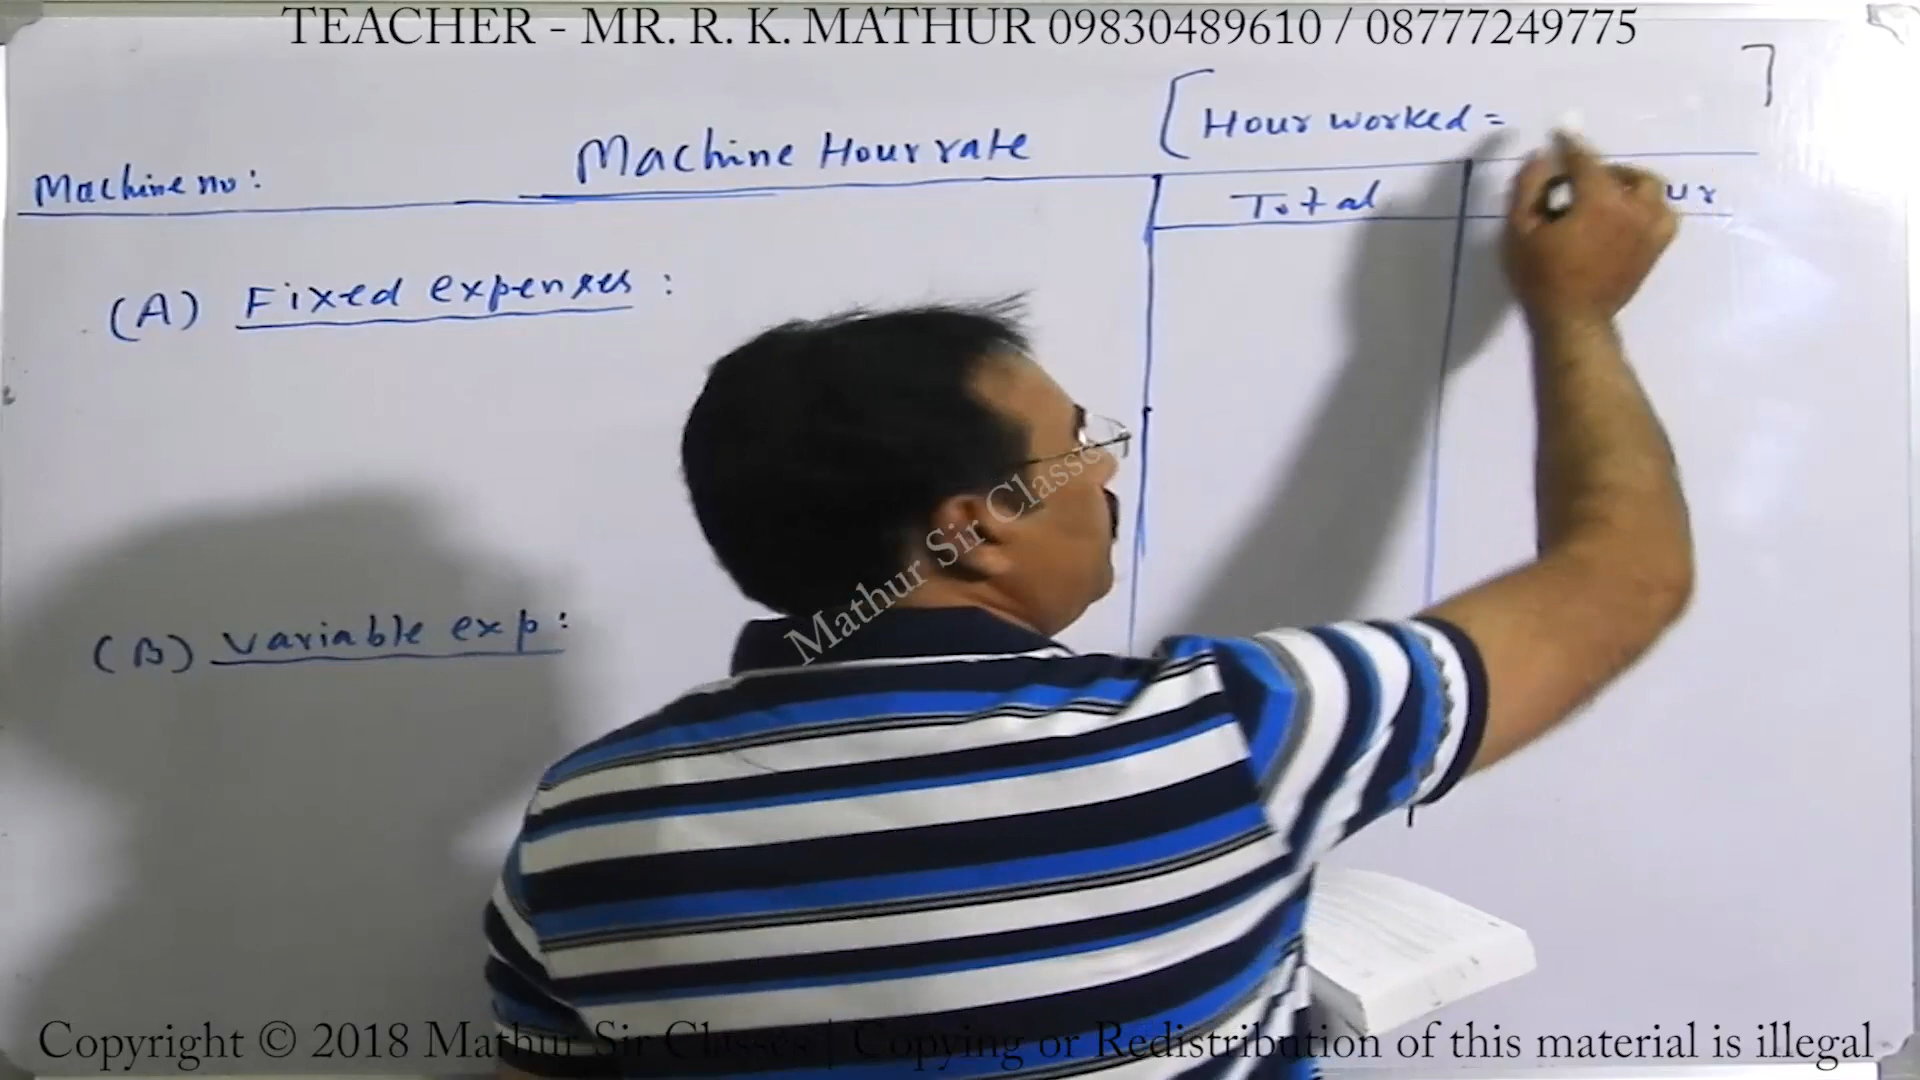 TEACHER - MR. R. K. MATHUR 09830489610 / 08777249775
[Hour worked =
]
Machine no: Machine Hour rate
Total
(A) Fixed expenses :
Mathur Sir Classes
(B) Variable exp:
Copyright © 2018 Mathur Sir Classes | Copying or Redistribution of this material is illegal